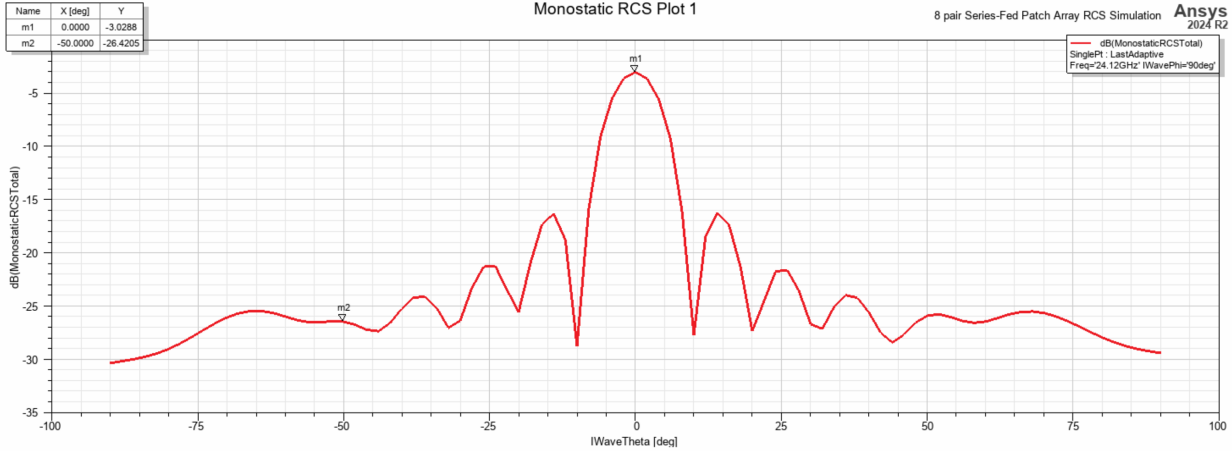 Monostatic RCS Plot 1
Name X [deg] Y
m1 0.0000 -3.0288
m2 -50.0000 -26.4205
8 pair Series-Fed Patch Array RCS Simulation
Ansys
2024 R2
dB(MonostaticRCSTotal)
SinglePt : LastAdaptive
Freq='24.12GHz' IWavePhi='90deg'
m1
m2
dB(MonostaticRCSTotal)
-5
-10
-15
-20
-25
-30
-35
-100 -75 -50 -25 0 25 50 75 100
IWaveTheta [deg]